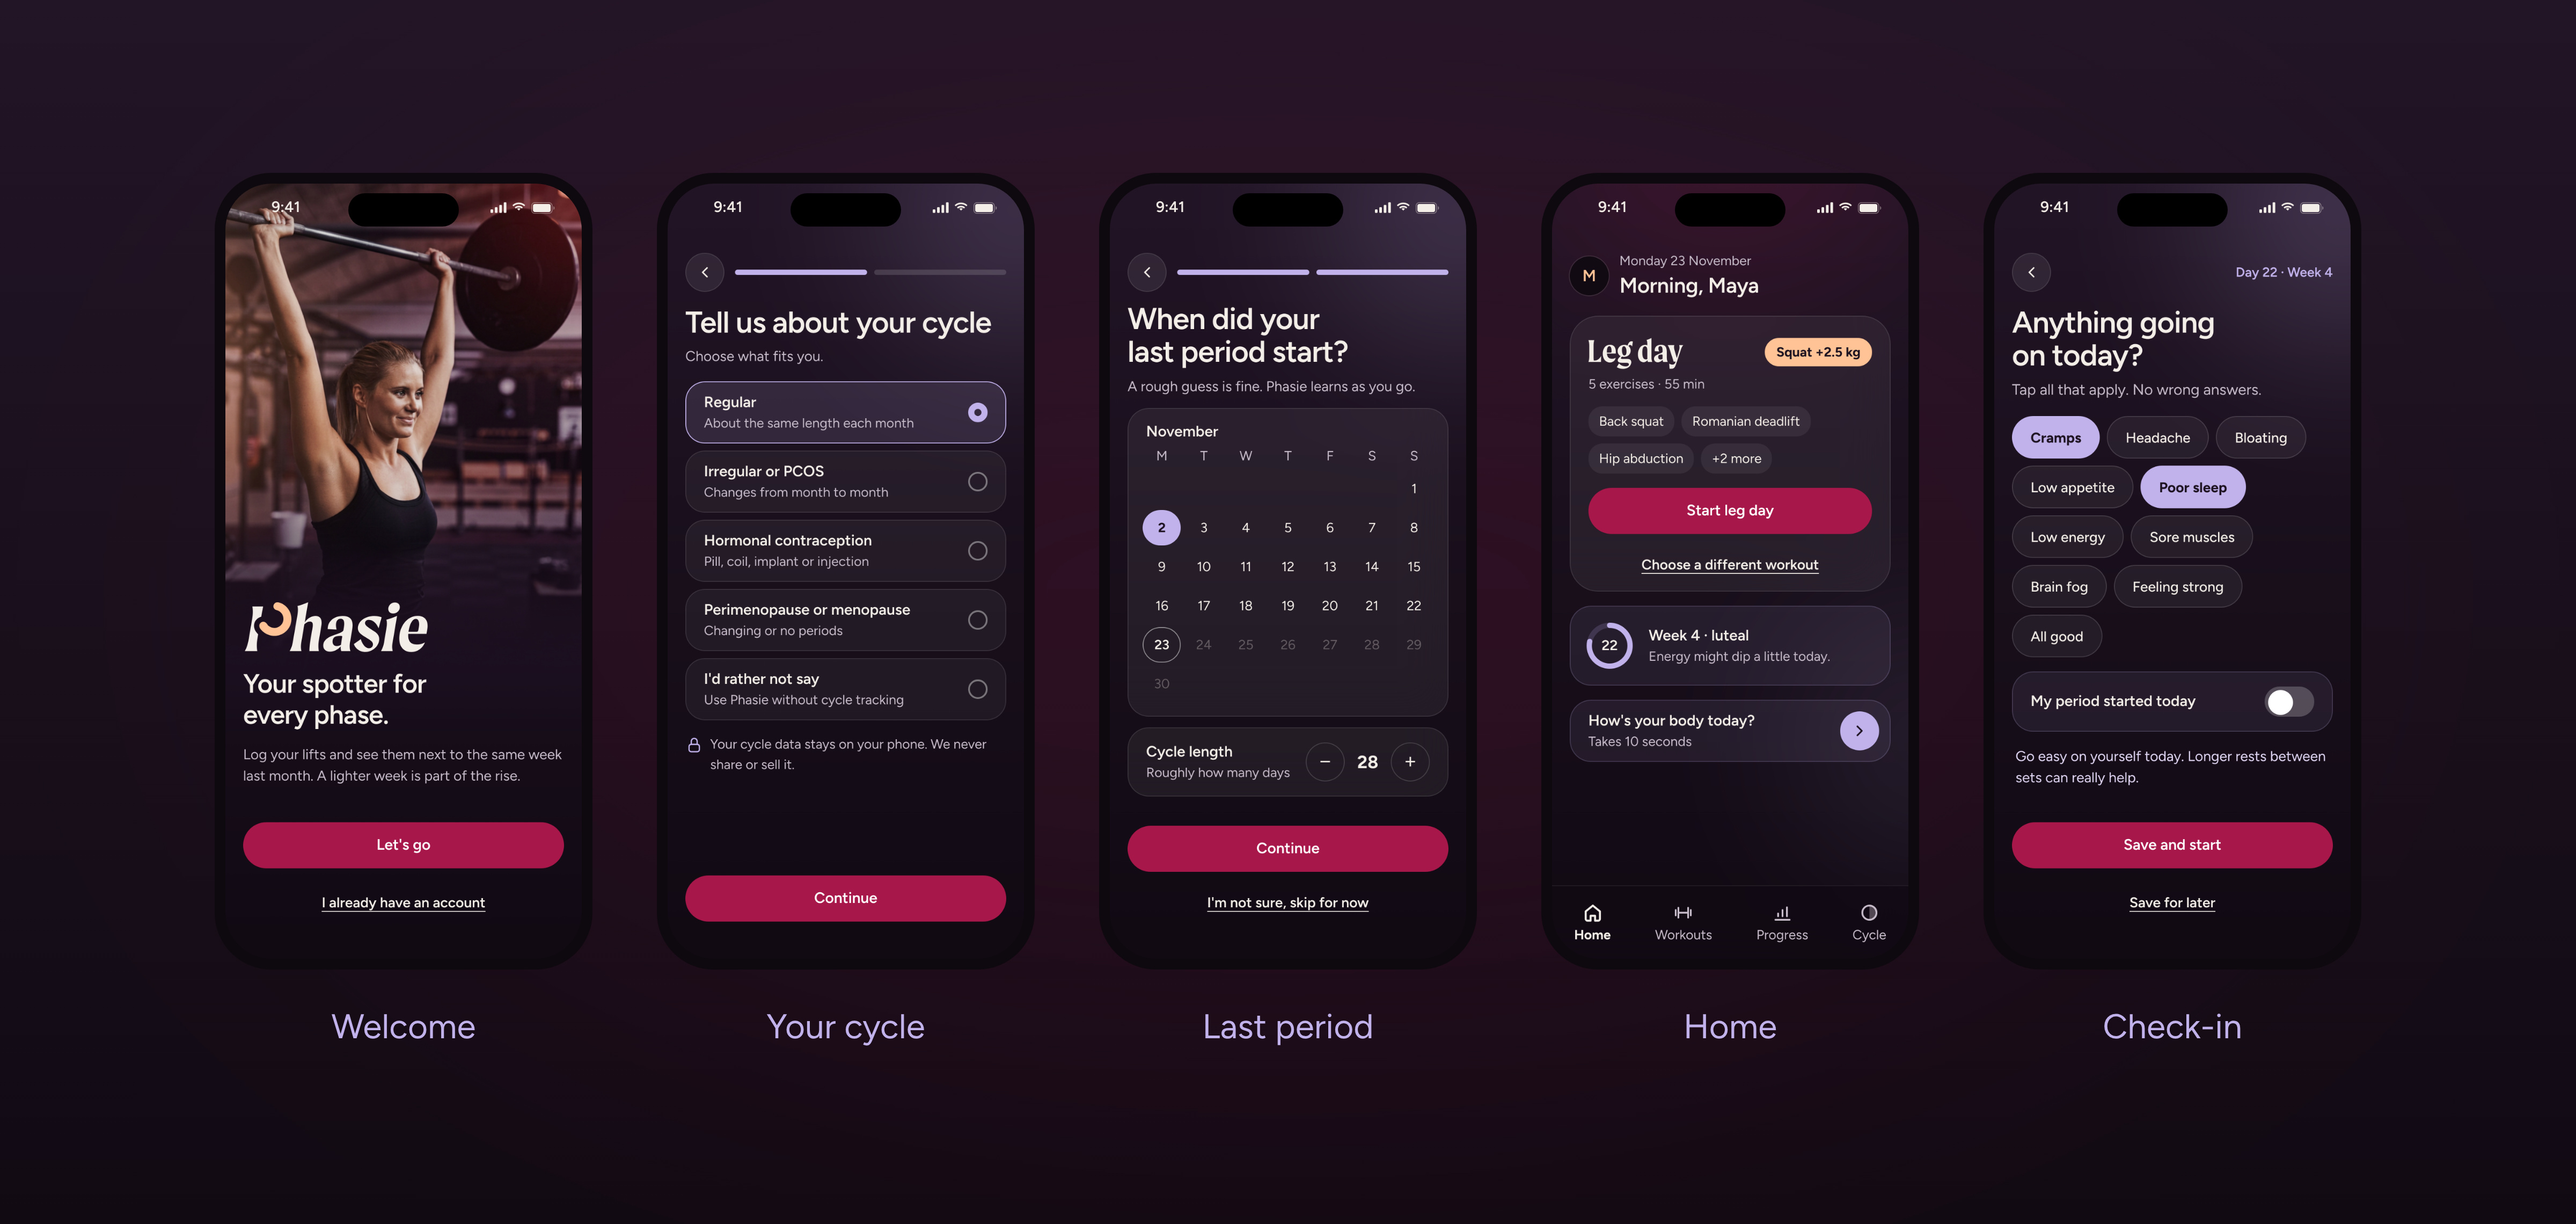 9:41
Phasie
Your spotter for
every phase.
Log your lifts and see them next to the same week
last month. A lighter week is part of the rise.
Let's go
I already have an account
Welcome
9:41
Tell us about your cycle
Choose what fits you.
Regular
About the same length each month
Irregular or PCOS
Changes from month to month
Hormonal contraception
Pill, coil, implant or injection
Perimenopause or menopause
Changing or no periods
I'd rather not say
Use Phasie without cycle tracking
Your cycle data stays on your phone. We never
share or sell it.
Continue
Your cycle
9:41
When did your
last period start?
A rough guess is fine. Phasie learns as you go.
November
M T W T F S S
1
2 3 4 5 6 7 8
9 10 11 12 13 14 15
16 17 18 19 20 21 22
23 24 25 26 27 28 29
30
Cycle length
Roughly how many days
− 28 +
Continue
I'm not sure, skip for now
Last period
9:41
M
Monday 23 November
Morning, Maya
Leg day
Squat +2.5 kg
5 exercises · 55 min
Back squat
Romanian deadlift
Hip abduction
+2 more
Start leg day
Choose a different workout
22
Week 4 · luteal
Energy might dip a little today.
How's your body today?
Takes 10 seconds
Home
Workouts
Progress
Cycle
Home
9:41
Day 22 · Week 4
Anything going
on today?
Tap all that apply. No wrong answers.
Cramps
Headache
Bloating
Low appetite
Poor sleep
Low energy
Sore muscles
Brain fog
Feeling strong
All good
My period started today
Go easy on yourself today. Longer rests between
sets can really help.
Save and start
Save for later
Check-in